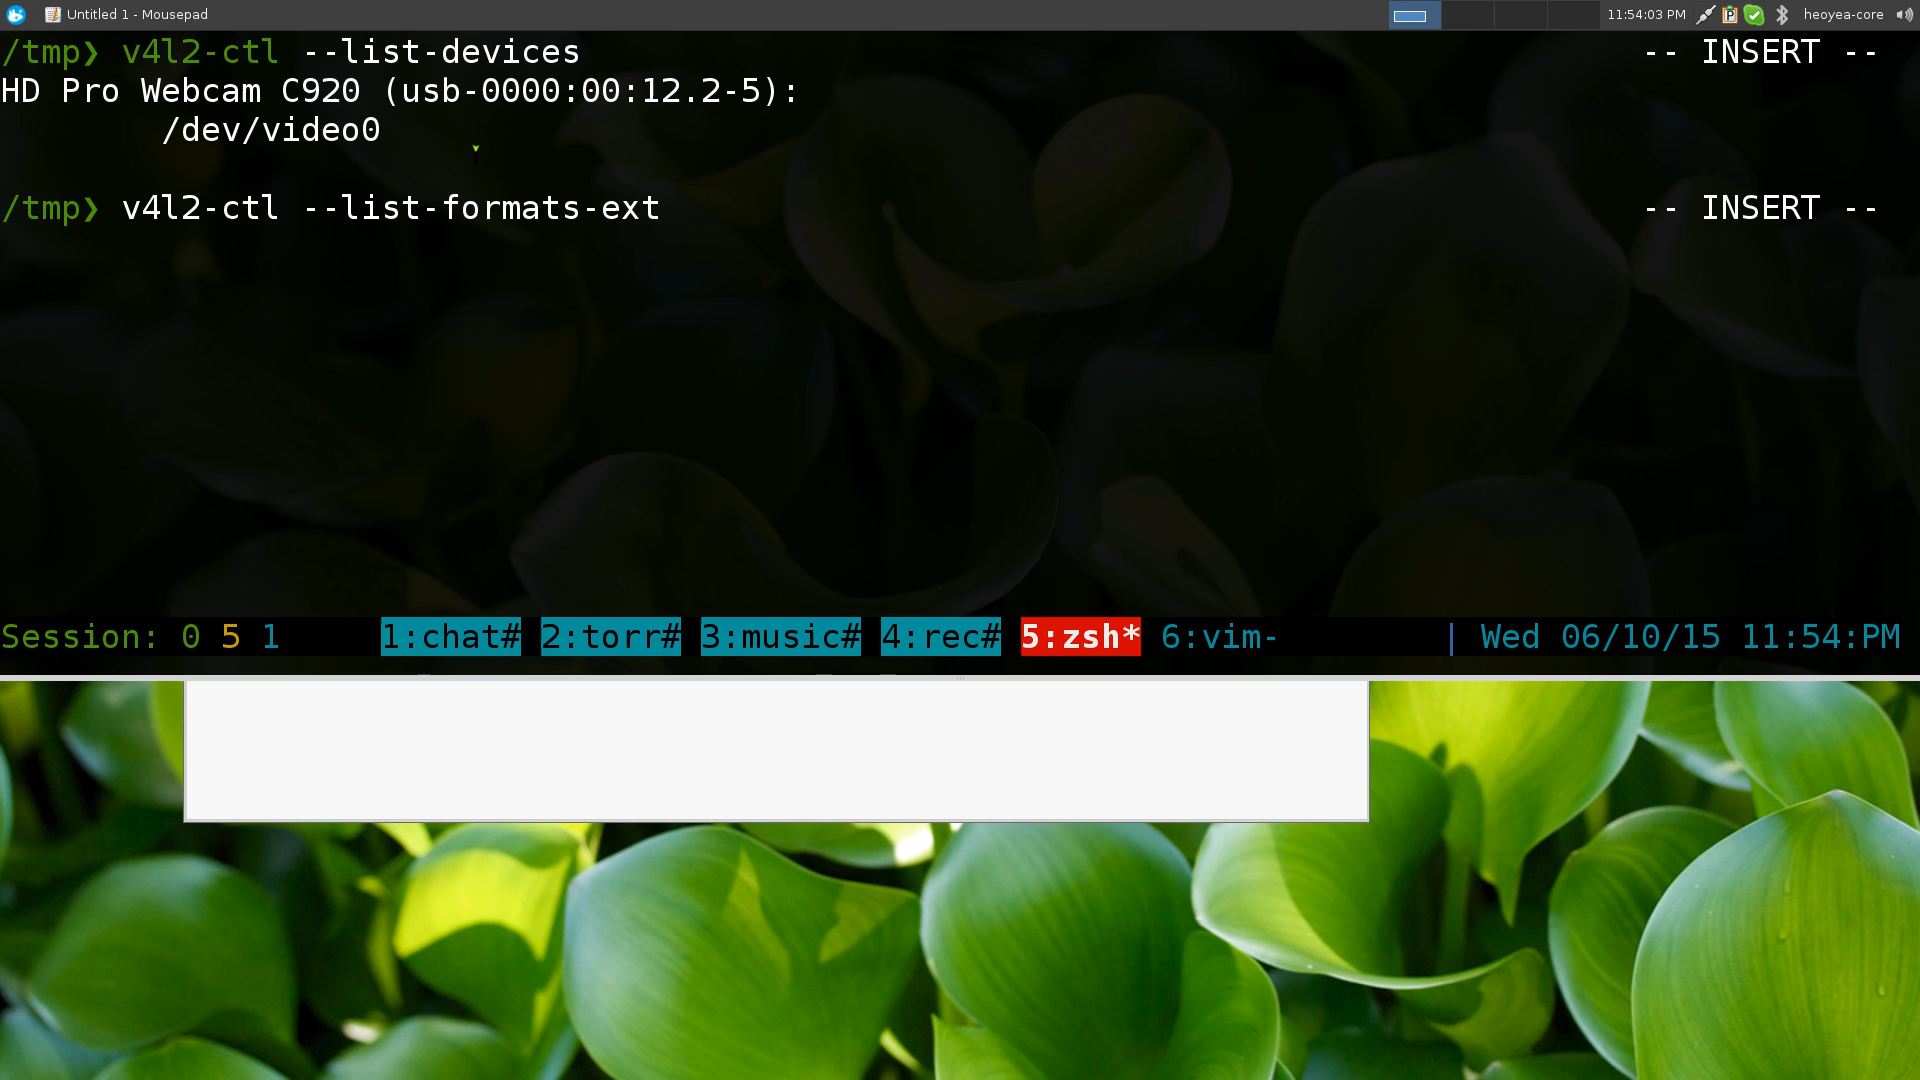 Untitled 1 - Mousepad
11:54:03 PM
heoyea-core
/tmp❯ v4l2-ctl --list-devices -- INSERT --
HD Pro Webcam C920 (usb-0000:00:12.2-5):
/dev/video0
/tmp❯ v4l2-ctl --list-formats-ext -- INSERT --
Session: 0 5 1 1:chat# 2:torr# 3:music# 4:rec# 5:zsh* 6:vim- | Wed 06/10/15 11:54:PM